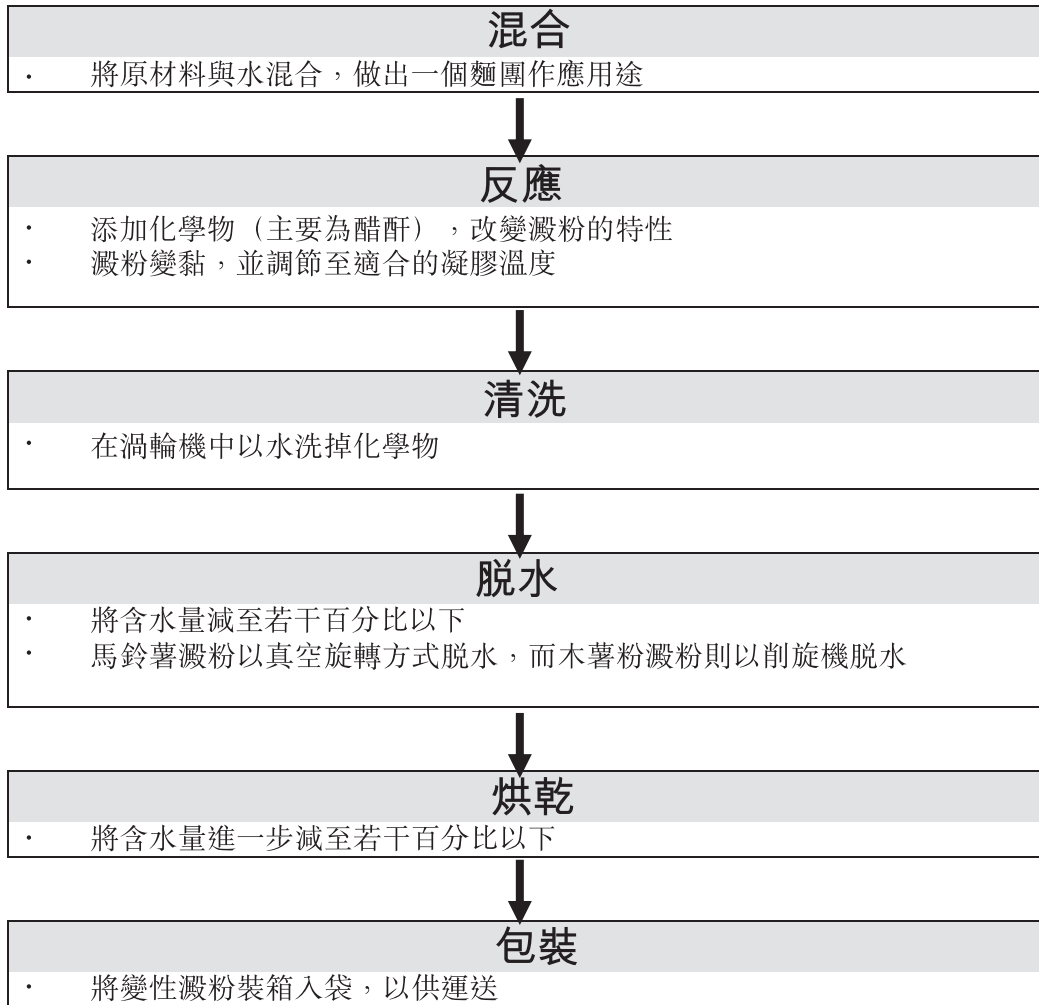 混合
· 將原材料與水混合，做出一個麵團作應用途
反應
· 添加化學物（主要為醋酐），改變澱粉的特性
· 澱粉變黏，並調節至適合的凝膠溫度
清洗
· 在渦輪機中以水洗掉化學物
脱水
· 將含水量減至若干百分比以下
· 馬鈴薯澱粉以真空旋轉方式脱水，而木薯粉澱粉則以削旋機脱水
烘乾
· 將含水量進一步減至若干百分比以下
包裝
· 將變性澱粉裝箱入袋，以供運送